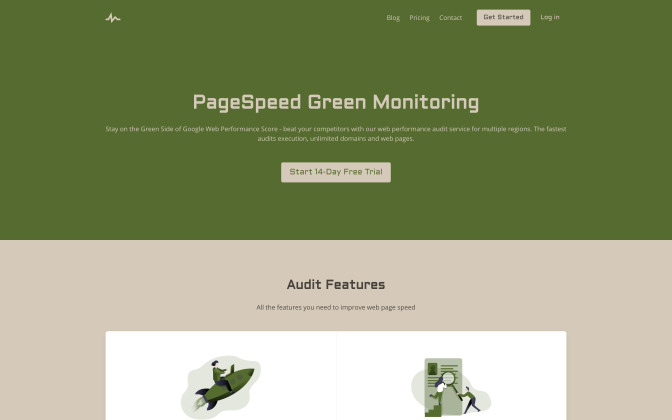 Blog Pricing Contact Get Started Log in
PageSpeed Green Monitoring
Stay on the Green Side of Google Web Performance Score - beat your competitors with our web performance audit service for multiple regions. The fastest
audits execution, unlimited domains and web pages.
Start 14-Day Free Trial
Audit Features
All the features you need to improve web page speed